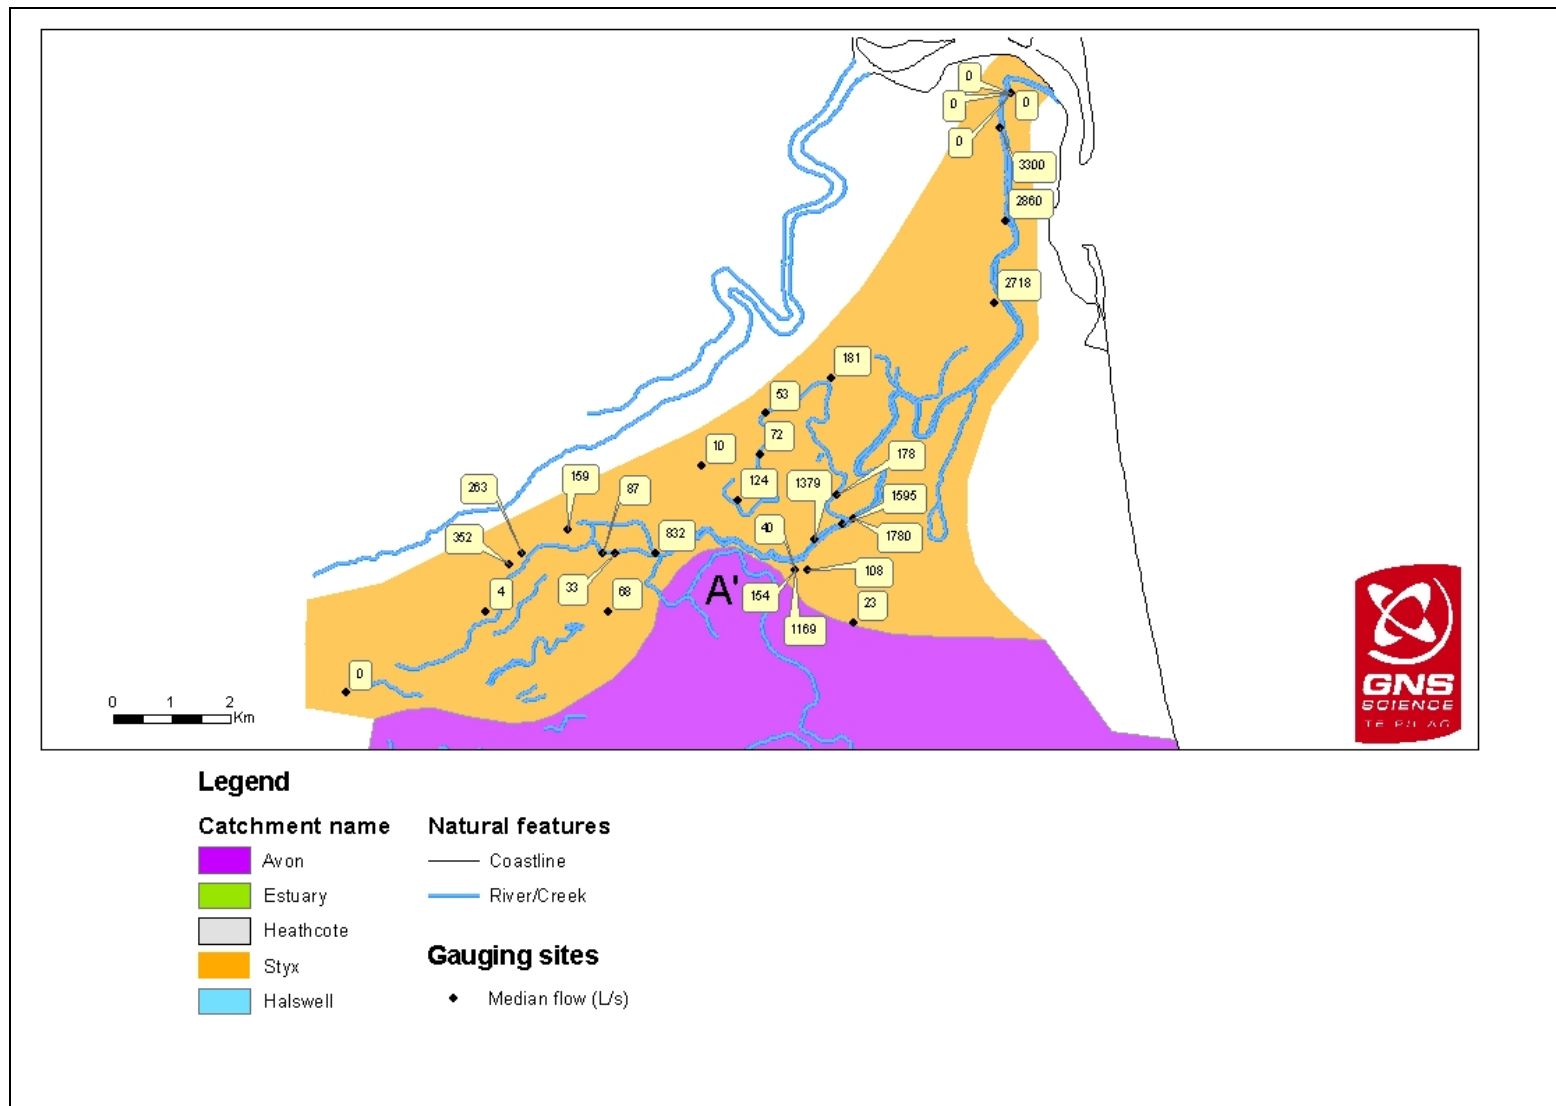 0
0
0
0
3300
2860
2718
181
53
72
10
178
124
1379
159
87
263
1595
40
352
832
1780
108
33
68
4
A'
154
23
1169
0
0 1 2
Km
GNS
SCIENCE
Legend
Catchment name
Avon
Estuary
Heathcote
Styx
Halswell
Natural features
Coastline
River/Creek
Gauging sites
Median flow (L/s)